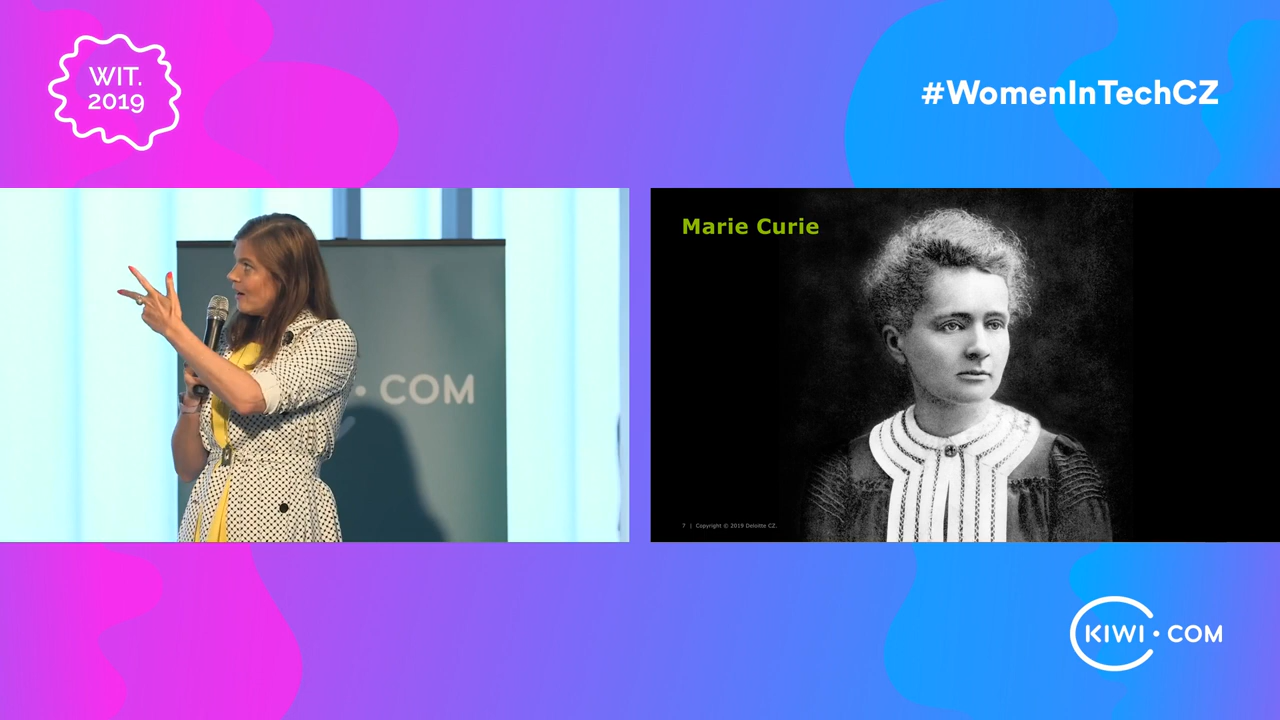 WIT.
2019
#WomenInTechCZ
· COM
Marie Curie
7 | Copyright © 2019 Deloitte CZ.
KIWI · COM